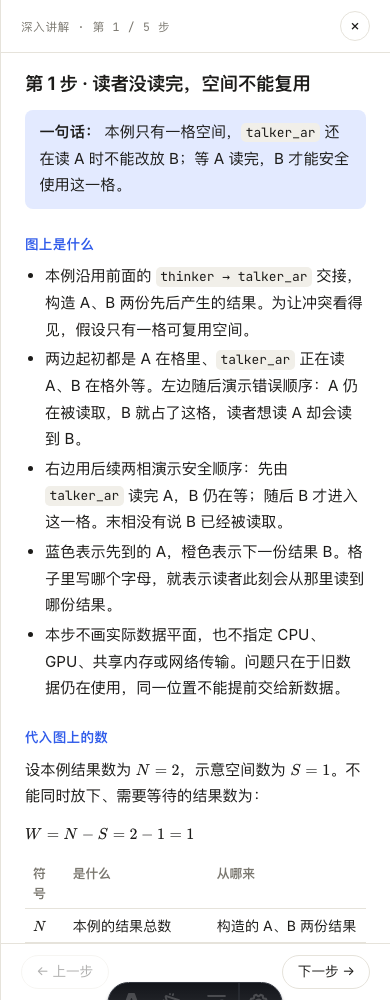 深入讲解 · 第 1 / 5 步
×
第 1 步 · 读者没读完，空间不能复用
一句话： 本例只有一格空间，talker_ar 还
在读 A 时不能改放 B；等 A 读完，B 才能安全
使用这一格。
图上是什么
• 本例沿用前面的 thinker → talker_ar 交接，
构造 A、B 两份先后产生的结果。为让冲突看得
见，假设只有一格可复用空间。
• 两边起初都是 A 在格里、talker_ar 正在读
A、B 在格外等。左边随后演示错误顺序：A 仍
在被读取，B 就占了这格，读者想读 A 却会读
到 B。
• 右边用后续两相演示安全顺序：先由
talker_ar 读完 A，B 仍在等；随后 B 才进入
这一格。末相没有说 B 已经被读取。
• 蓝色表示先到的 A，橙色表示下一份结果 B。格
子里写哪个字母，就表示读者此刻会从那里读到
哪份结果。
• 本步不画实际数据平面，也不指定 CPU、
GPU、共享内存或网络传输。问题只在于旧数
据仍在使用，同一位置不能提前交给新数据。
代入图上的数
设本例结果数为 N = 2，示意空间数为 S = 1。不
能同时放下、需要等待的结果数为：
W = N − S = 2 − 1 = 1
符号 是什么 从哪来
N 本例的结果总数 构造的 A、B 两份结果
← 上一步 下一步 →